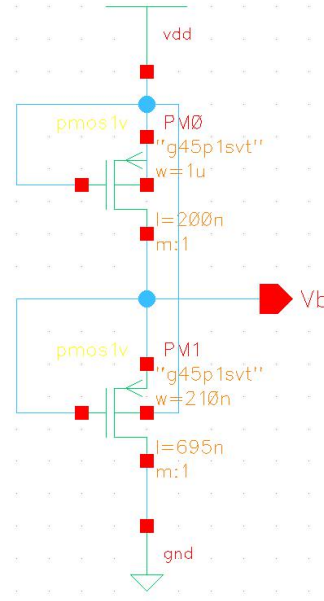 vdd
pmos1v PM0
"g45p1svt"
w=1u
l=200n
m:1
Vb
pmos1v PM1
"g45p1svt"
w=210n
l=695n
m:1
gnd